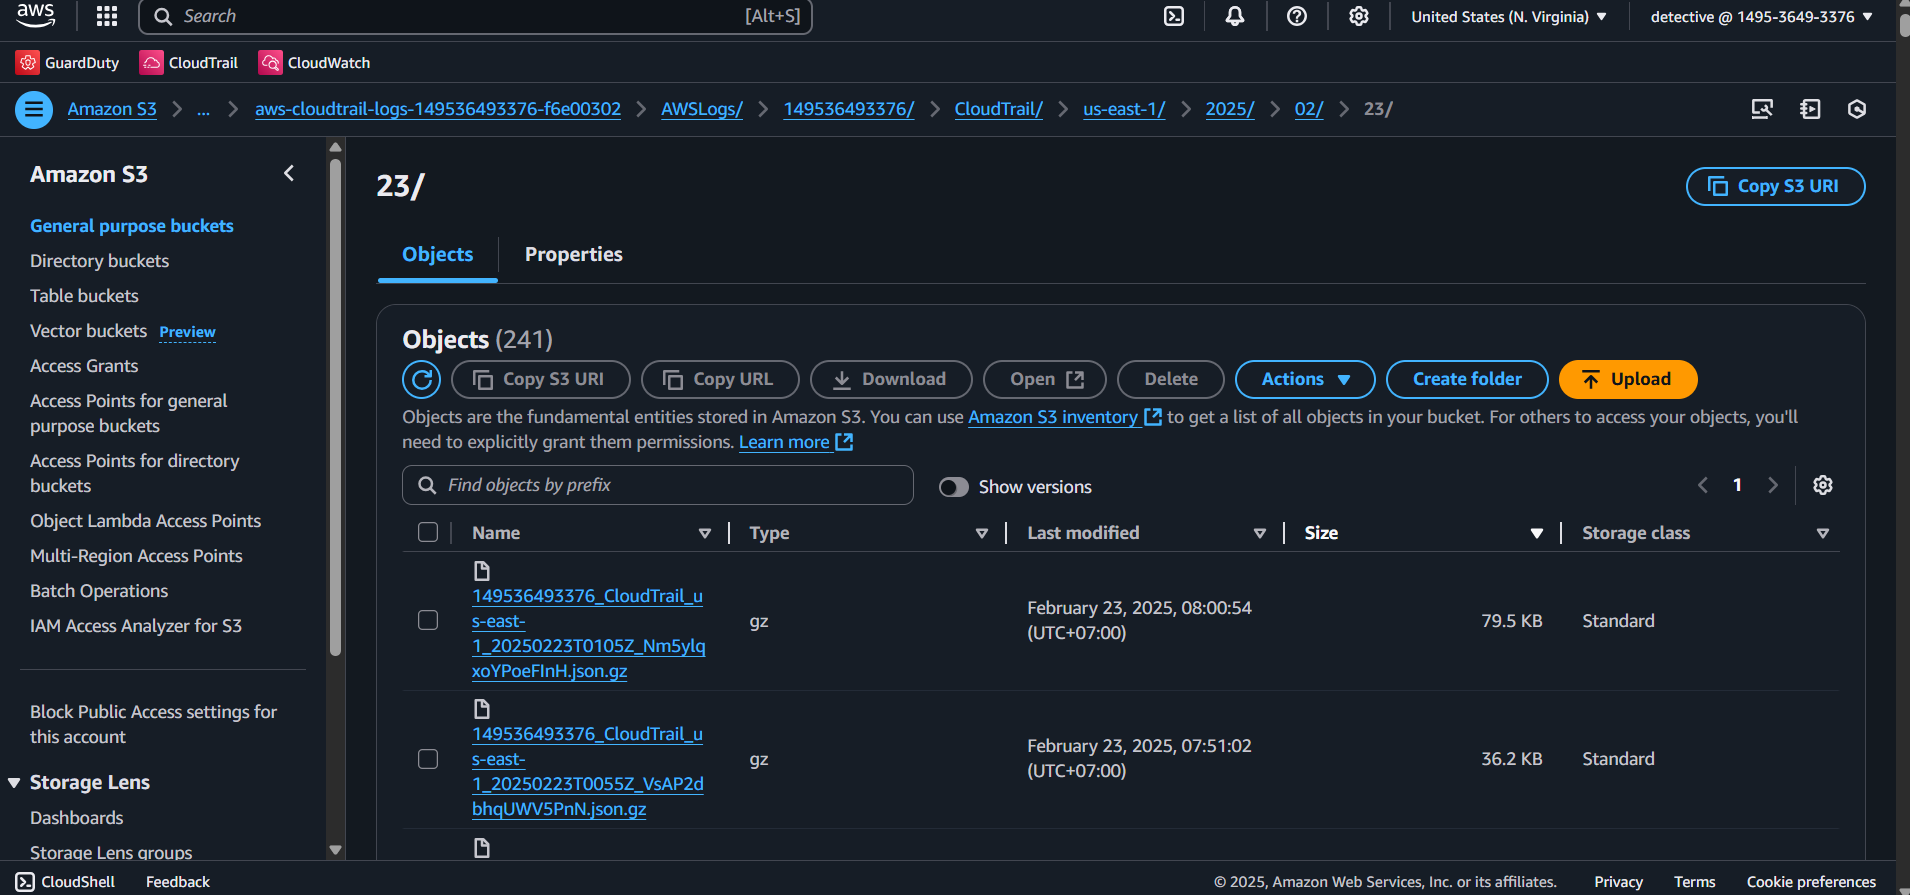 aws
Search [Alt+S]
United States (N. Virginia)
detective @ 1495-3649-3376
GuardDuty
CloudTrail
CloudWatch
Amazon S3
...
aws-cloudtrail-logs-149536493376-f6e00302
AWSLogs/
149536493376/
CloudTrail/
us-east-1/
2025/
02/
23/
Amazon S3
General purpose buckets
Directory buckets
Table buckets
Vector buckets Preview
Access Grants
Access Points for general
purpose buckets
Access Points for directory
buckets
Object Lambda Access Points
Multi-Region Access Points
Batch Operations
IAM Access Analyzer for S3
Block Public Access settings for
this account
Storage Lens
Dashboards
Storage Lens groups
23/
Copy S3 URI
Objects
Properties
Objects (241)
Copy S3 URI
Copy URL
Download
Open
Delete
Actions
Create folder
Upload
Objects are the fundamental entities stored in Amazon S3. You can use Amazon S3 inventory to get a list of all objects in your bucket. For others to access your objects, you'll
need to explicitly grant them permissions. Learn more
Find objects by prefix
Show versions
1
Name Type Last modified Size Storage class
149536493376_CloudTrail_u
s-east-
1_20250223T0105Z_Nm5ylq
xoYPoeFInH.json.gz
gz
February 23, 2025, 08:00:54
(UTC+07:00)
79.5 KB
Standard
149536493376_CloudTrail_u
s-east-
1_20250223T0055Z_VsAP2d
bhqUWV5PnN.json.gz
gz
February 23, 2025, 07:51:02
(UTC+07:00)
36.2 KB
Standard
CloudShell
Feedback
© 2025, Amazon Web Services, Inc. or its affiliates.
Privacy
Terms
Cookie preferences